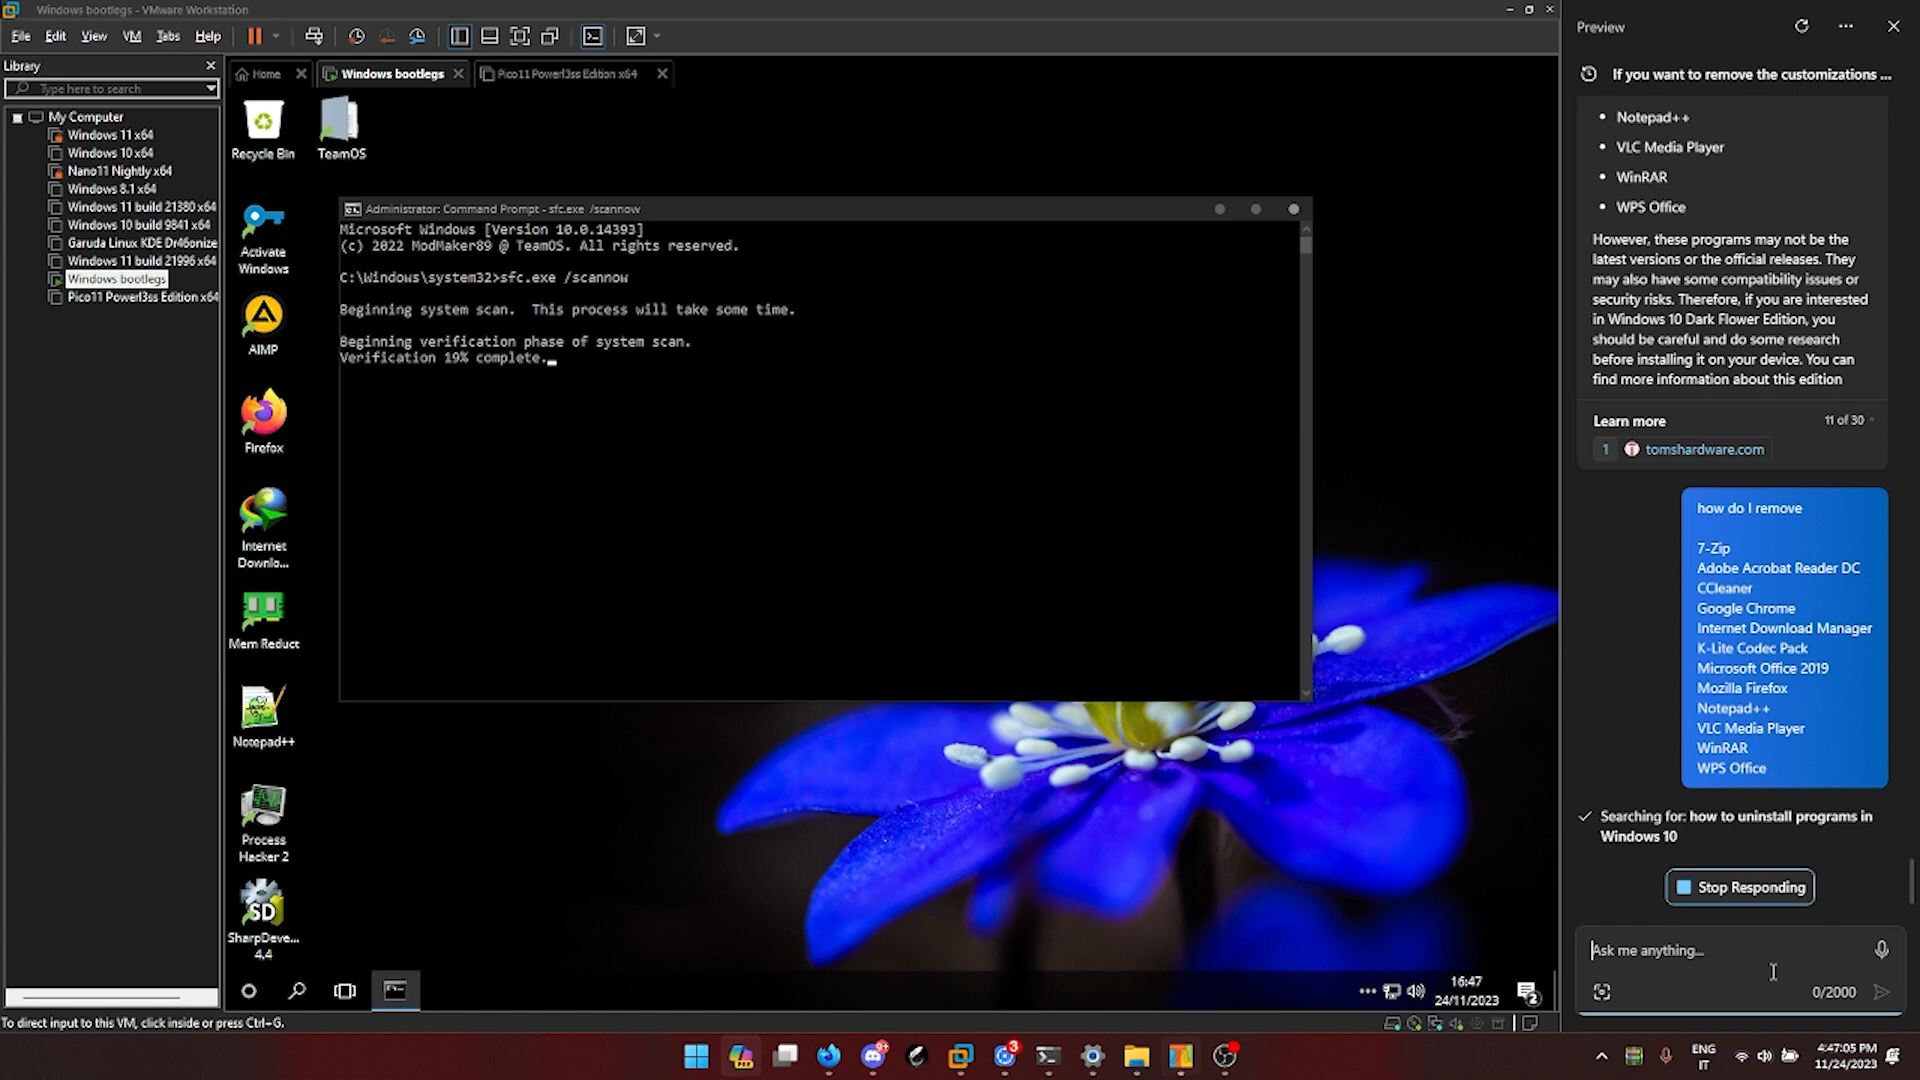 Windows bootlegs - VMware Workstation
File Edit View VM Tabs Help
Library
Type here to search
My Computer
Windows 11 x64
Windows 10 x64
Nano11 Nightly x64
Windows 8.1 x64
Windows 11 build 21380 x64
Windows 10 build 9841 x64
Garuda Linux KDE Dr460nize
Windows 11 build 21996 x64
Windows bootlegs
Pico11 Powerl3ss Edition x64
Home
Windows bootlegs
Pico11 Powerl3ss Edition x64
Recycle Bin
TeamOS
Activate
Windows
AIMP
Firefox
Internet
Downlo...
Mem Reduct
Notepad++
Process
Hacker 2
SD
SharpDeve...
4.4
Administrator: Command Prompt - sfc.exe /scannow
Microsoft Windows [Version 10.0.14393]
(c) 2022 ModMaker89 @ TeamOS. All rights reserved.
C:\Windows\system32>sfc.exe /scannow
Beginning system scan. This process will take some time.
Beginning verification phase of system scan.
Verification 19% complete.
16:47
24/11/2023
2
To direct input to this VM, click inside or press Ctrl+G.
Preview
If you want to remove the customizations ...
• Notepad++
• VLC Media Player
• WinRAR
• WPS Office
However, these programs may not be the
latest versions or the official releases. They
may also have some compatibility issues or
security risks. Therefore, if you are interested
in Windows 10 Dark Flower Edition, you
should be careful and do some research
before installing it on your device. You can
find more information about this edition
Learn more
11 of 30
1 tomshardware.com
how do I remove
7-Zip
Adobe Acrobat Reader DC
CCleaner
Google Chrome
Internet Download Manager
K-Lite Codec Pack
Microsoft Office 2019
Mozilla Firefox
Notepad++
VLC Media Player
WinRAR
WPS Office
Searching for: how to uninstall programs in
Windows 10
Stop Responding
Ask me anything...
0/2000
9+
3
ENG
IT
4:47:05 PM
11/24/2023